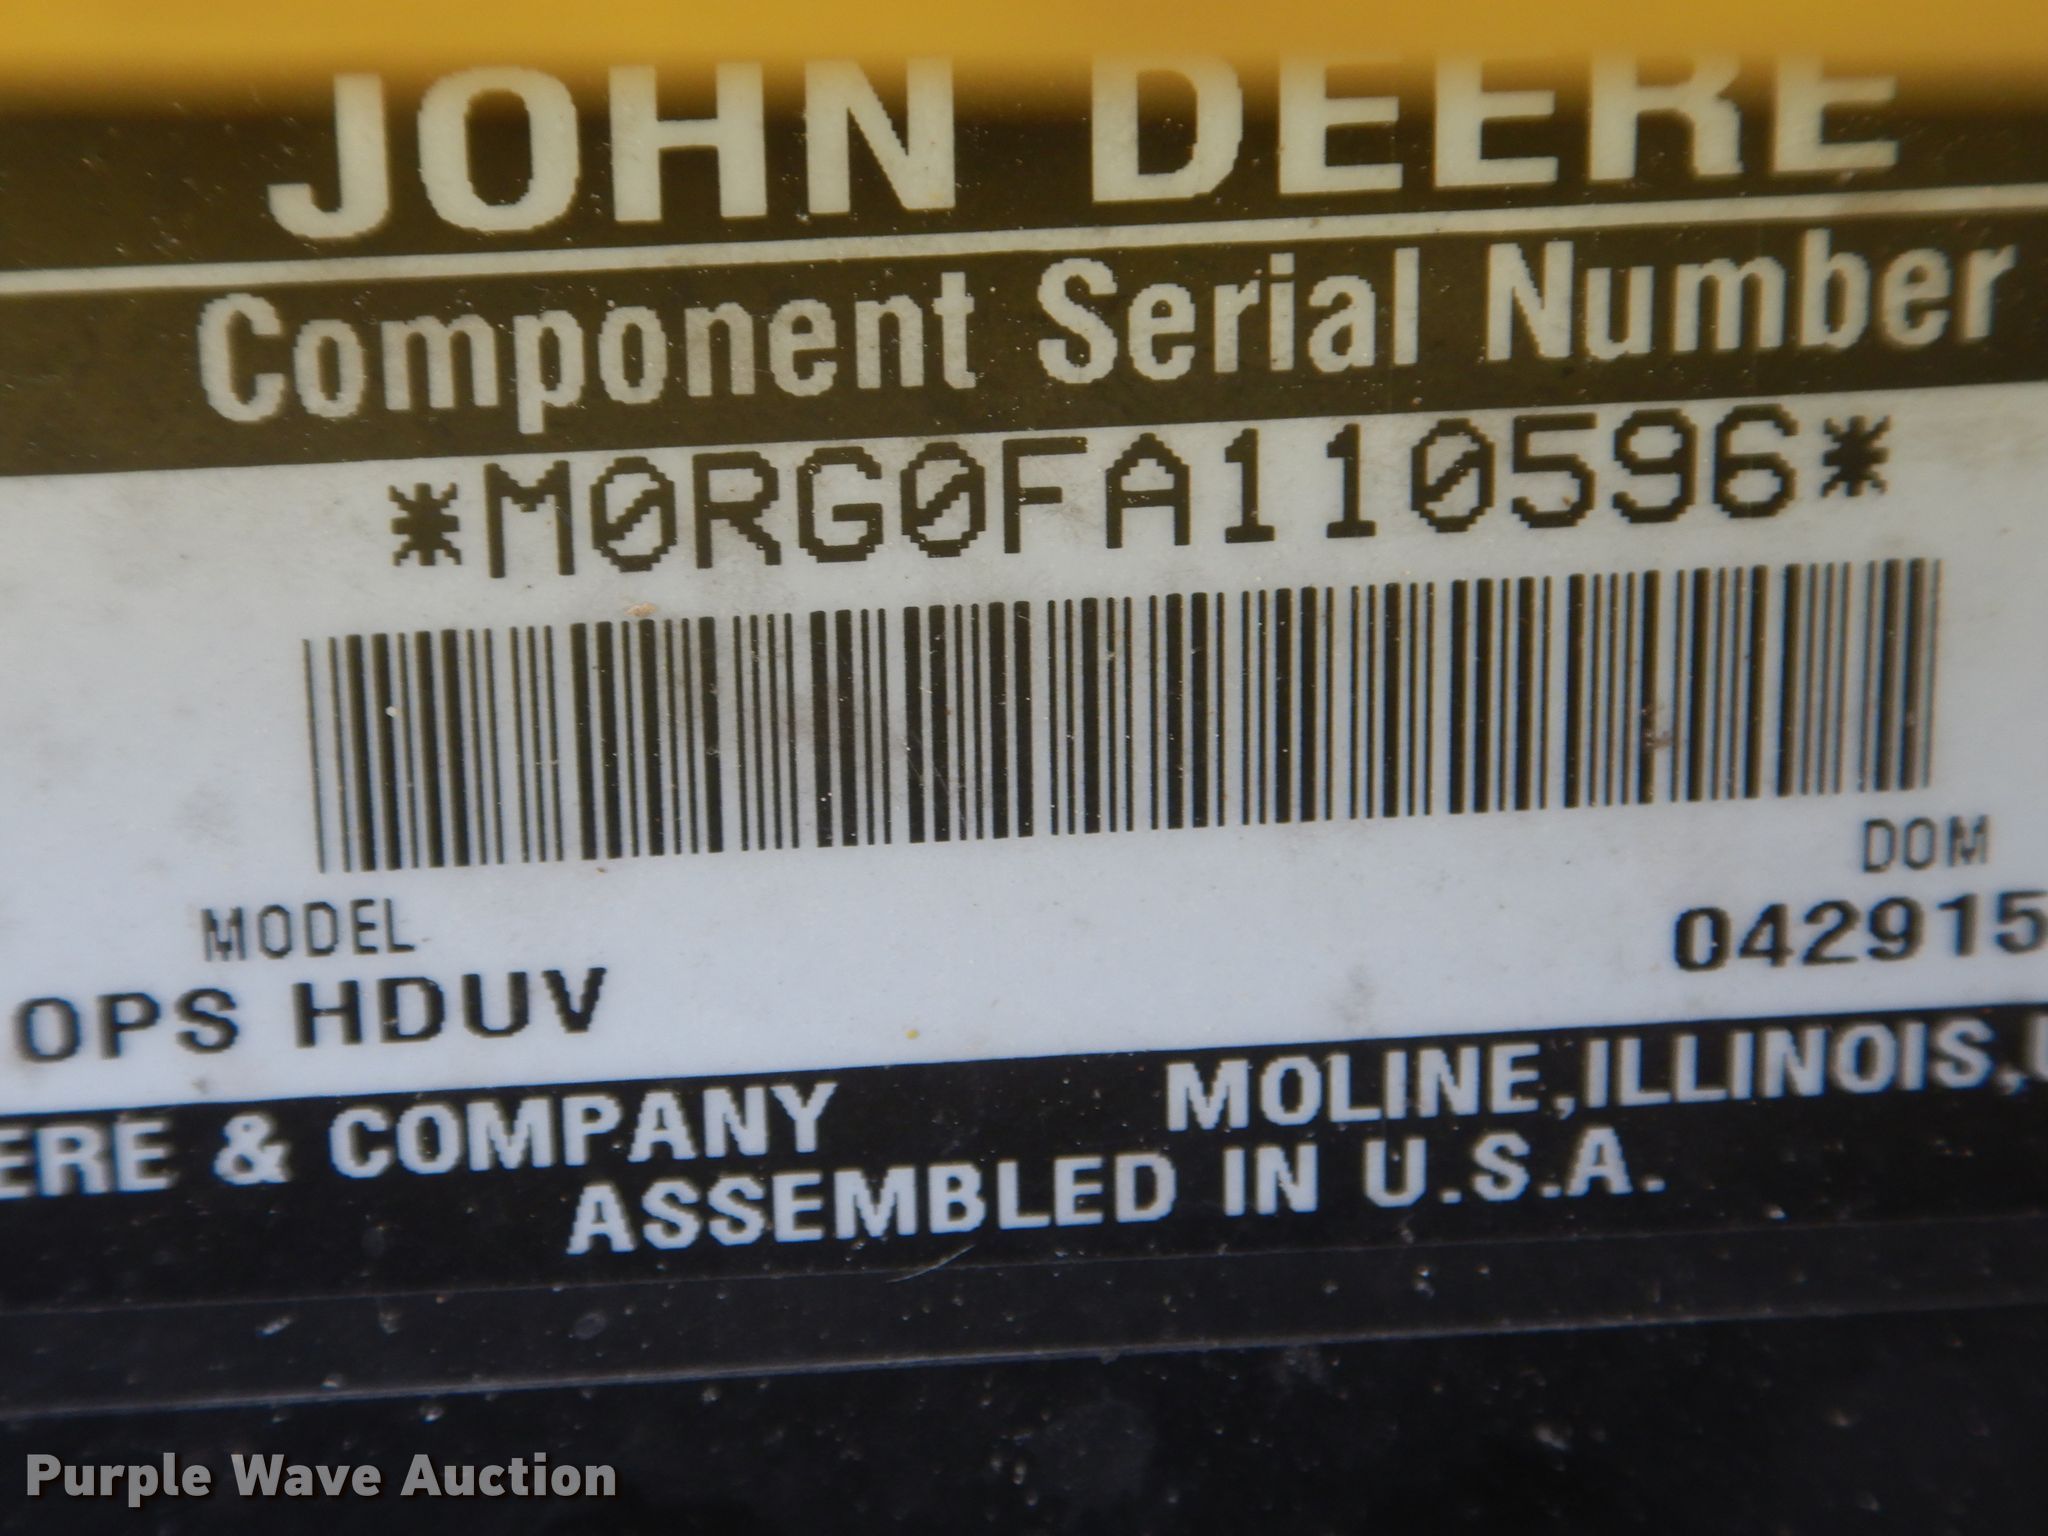 JOHN DEERE
Component Serial Number
*M0RG0FA110596*
DOM
MODEL
042915
OPS HDUV
ERE & COMPANY MOLINE, ILLINOIS, U
ASSEMBLED IN U.S.A.
Purple Wave Auction